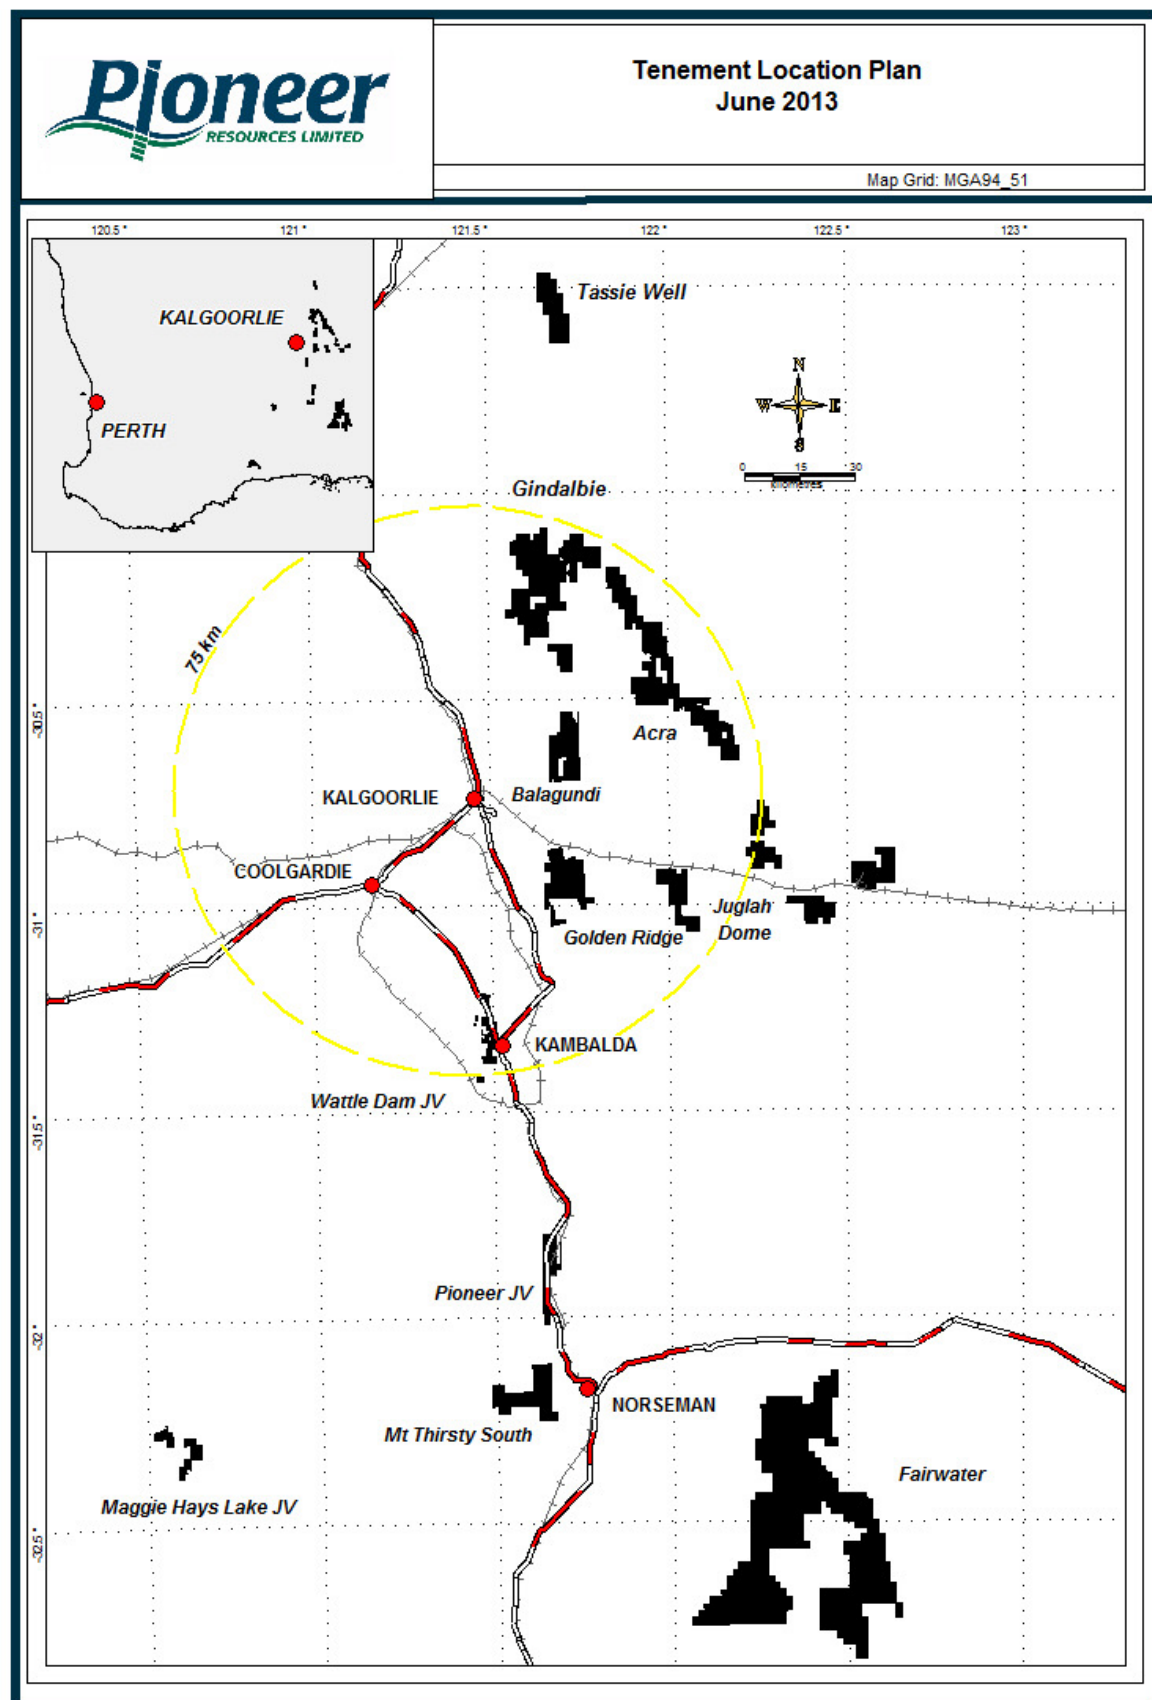 Pioneer
RESOURCES LIMITED
Tenement Location Plan
June 2013
Map Grid: MGA94_51
120.5 °
121 °
121.5 °
122 °
122.5 °
123 °
KALGOORLIE
PERTH
Tassie Well
N
W E
S
0 15 30
kilometres
Gindalbie
75 km
-30.5 °
Acra
KALGOORLIE
Balagundi
COOLGARDIE
-31 °
Juglah
Dome
Golden Ridge
KAMBALDA
Wattle Dam JV
-31.5 °
Pioneer JV
-32 °
NORSEMAN
Mt Thirsty South
Fairwater
Maggie Hays Lake JV
-32.5 °